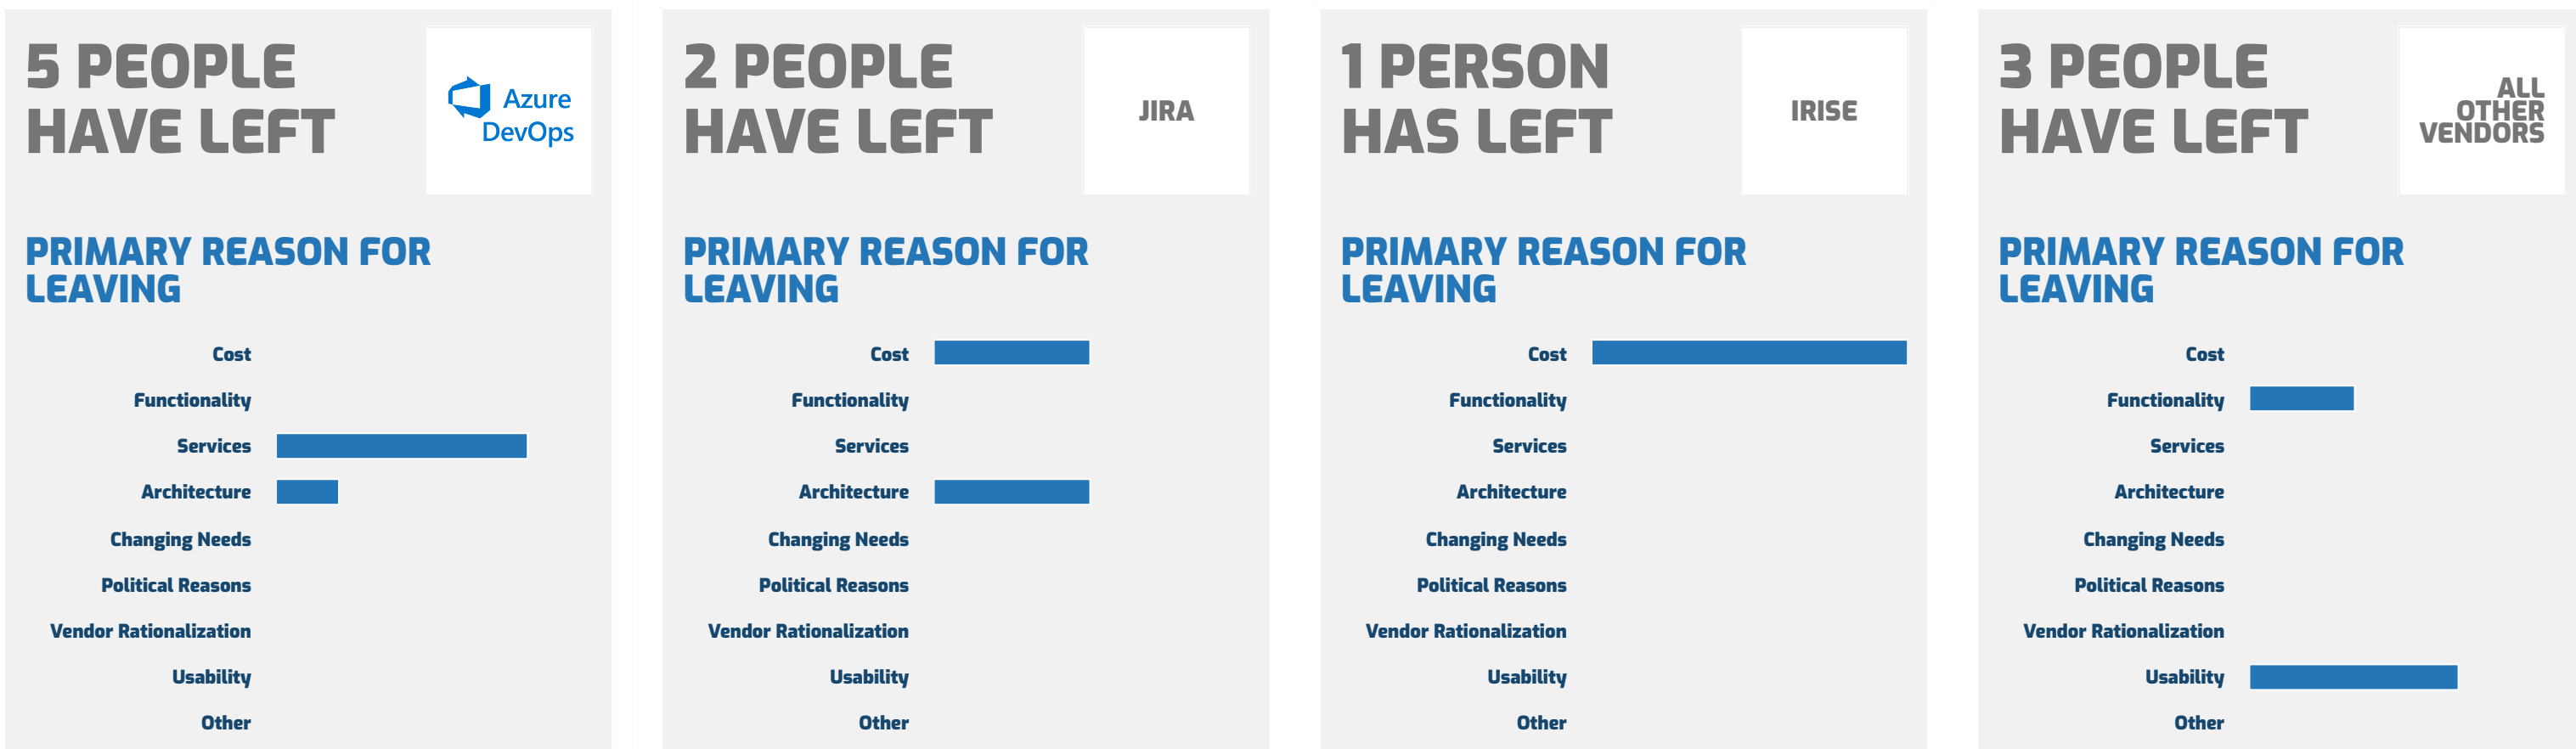 5 PEOPLE
HAVE LEFT
Azure
DevOps
PRIMARY REASON FOR
LEAVING
Cost
Functionality
Services
Architecture
Changing Needs
Political Reasons
Vendor Rationalization
Usability
Other
2 PEOPLE
HAVE LEFT
JIRA
PRIMARY REASON FOR
LEAVING
Cost
Functionality
Services
Architecture
Changing Needs
Political Reasons
Vendor Rationalization
Usability
Other
1 PERSON
HAS LEFT
IRISE
PRIMARY REASON FOR
LEAVING
Cost
Functionality
Services
Architecture
Changing Needs
Political Reasons
Vendor Rationalization
Usability
Other
3 PEOPLE
HAVE LEFT
ALL
OTHER
VENDORS
PRIMARY REASON FOR
LEAVING
Cost
Functionality
Services
Architecture
Changing Needs
Political Reasons
Vendor Rationalization
Usability
Other